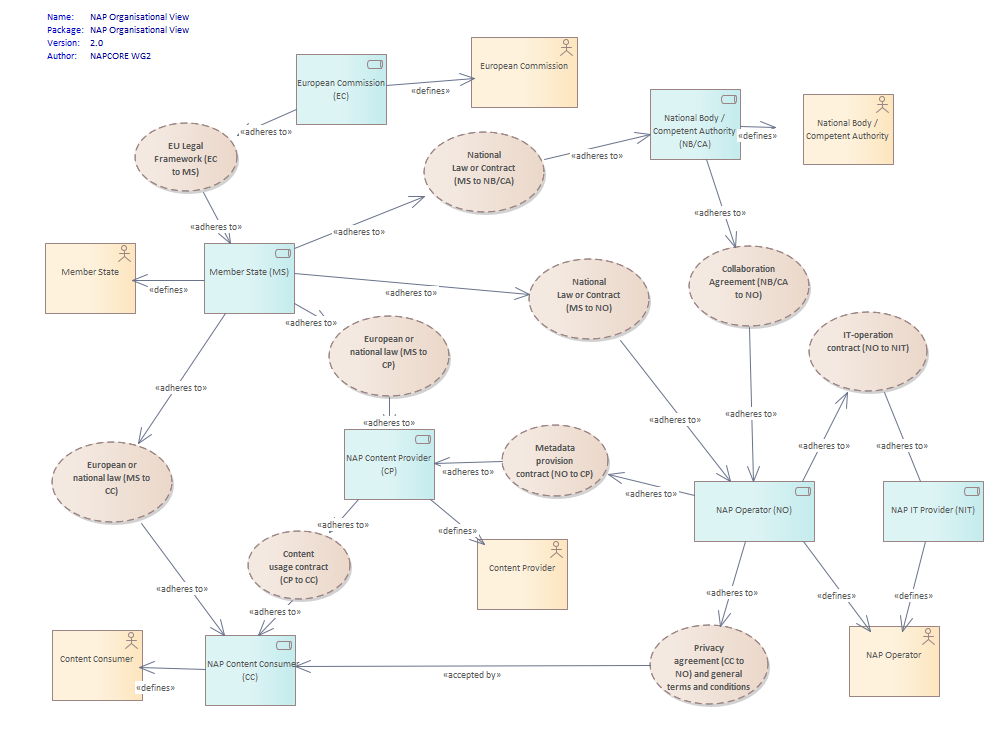 Name: NAP Organisational View
Package: NAP Organisational View
Version: 2.0
Author: NAPCORE WG2
European Commission
(EC)
«defines»
European Commission
«adheres to»
EU Legal
Framework (EC
to MS)
«adheres to»
National
Law or Contract
(MS to NB/CA)
«adheres to»
National Body /
Competent Authority
(NB/CA)
«defines»
National Body /
Competent Authority
«adheres to»
«adheres to»
Member State
«defines»
Member State (MS)
«adheres to»
National
Law or Contract
(MS to NO)
Collaboration
Agreement (NB/CA
to NO)
«adheres to»
European or
national law (MS to
CP)
IT-operation
contract (NO to NIT)
«adheres to»
«adheres to»
«adheres to»
«adheres to»
European or
national law (MS to
CC)
NAP Content Provider
(CP)
«adheres to»
Metadata
provision
contract (NO to CP)
«adheres to»
«adheres to»
«adheres to»
NAP Operator (NO)
NAP IT Provider (NIT)
«adheres to»
«defines»
Content
usage contract
(CP to CC)
Content Provider
«adheres to»
«adheres to»
«adheres to»
«defines»
«defines»
Content Consumer
«defines»
NAP Content Consumer
(CC)
«accepted by»
Privacy
agreement (CC to
NO) and general
terms and conditions
NAP Operator